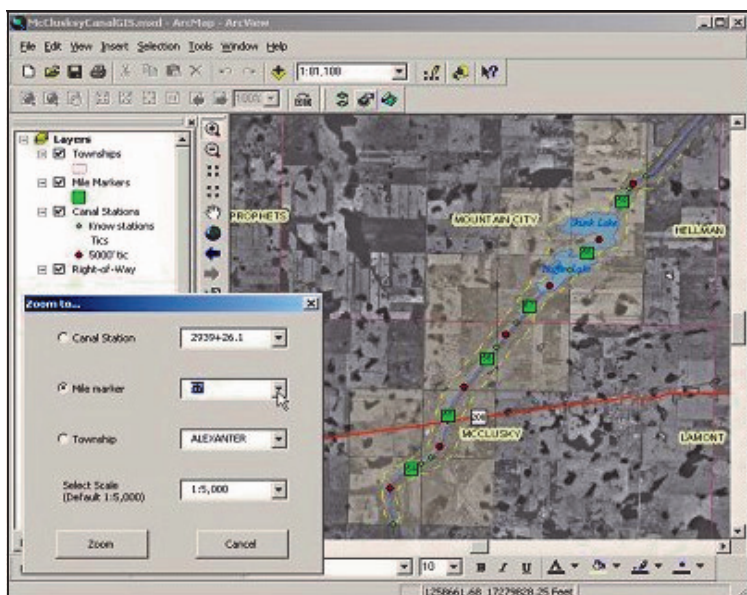 McCluskyCanalGIS.mxd - ArcMap - ArcView
File Edit View Insert Selection Tools Window Help
1:81,108
100%
Layers
Townships
Mile Markers
Canal Stations
Know stations
Tics
5000'tic
Right-of-Way
PROPHETS
MOUNTAIN CITY
HELLMAN
200
MCCLUSKY
LAMONT
Zoom to...
Canal Station
2939+26.1
Mile marker
Township
ALEXANTER
Select Scale
(Default 1:5,000)
1:5,000
Zoom
Cancel
10
B I U A
1258661.68 17279828.25 Feet